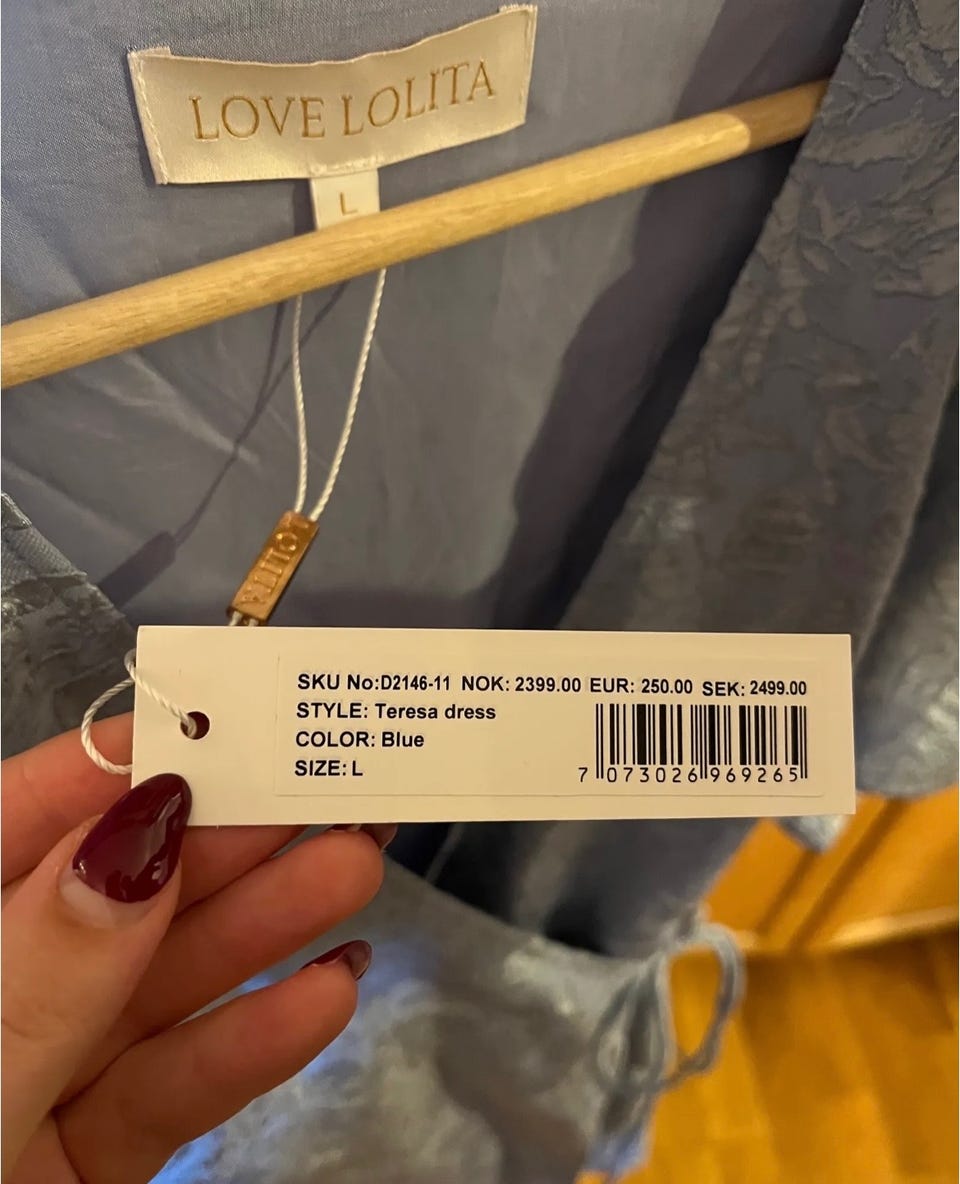 LOVE LOLITA
L
LOLITA
SKU No:D2146-11 NOK: 2399.00 EUR: 250.00 SEK: 2499.00
STYLE: Teresa dress
COLOR: Blue
SIZE: L
7 073026 969265